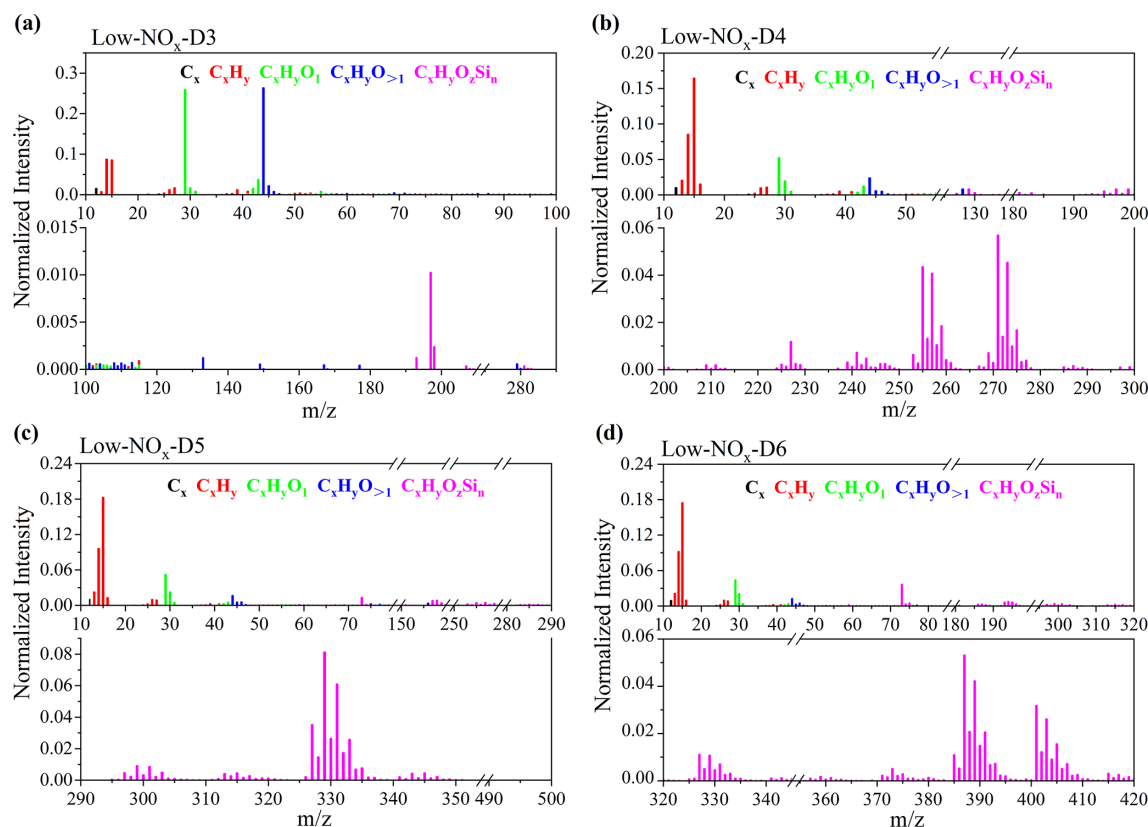 (a)
Low-NOx-D3
Cx CxHy CxHyO1 CxHyO>1 CxHyOzSin
0.3
0.2
0.1
0.0
10 20 30 40 50 60 70 80 90 100
0.015
0.010
0.005
0.000
100 120 140 160 180 200 280
Normalized Intensity
m/z
(b)
Low-NOx-D4
Cx CxHy CxHyO1 CxHyO>1 CxHyOzSin
0.20
0.15
0.10
0.05
0.00
10 20 30 40 50 130 180 190 200
0.06
0.04
0.02
0.00
200 210 220 230 240 250 260 270 280 290 300
Normalized Intensity
m/z
(c)
Low-NOx-D5
Cx CxHy CxHyO1 CxHyO>1 CxHyOzSin
0.24
0.18
0.12
0.06
0.00
10 20 30 40 50 60 70 150 250 280 290
0.08
0.06
0.04
0.02
0.00
290 300 310 320 330 340 350 490 500
Normalized Intensity
m/z
(d)
Low-NOx-D6
Cx CxHy CxHyO1 CxHyO>1 CxHyOzSin
0.24
0.18
0.12
0.06
0.00
10 20 30 40 50 60 70 80 180 190 300 310 320
0.06
0.04
0.02
0.00
320 330 340 360 370 380 390 400 410 420
Normalized Intensity
m/z